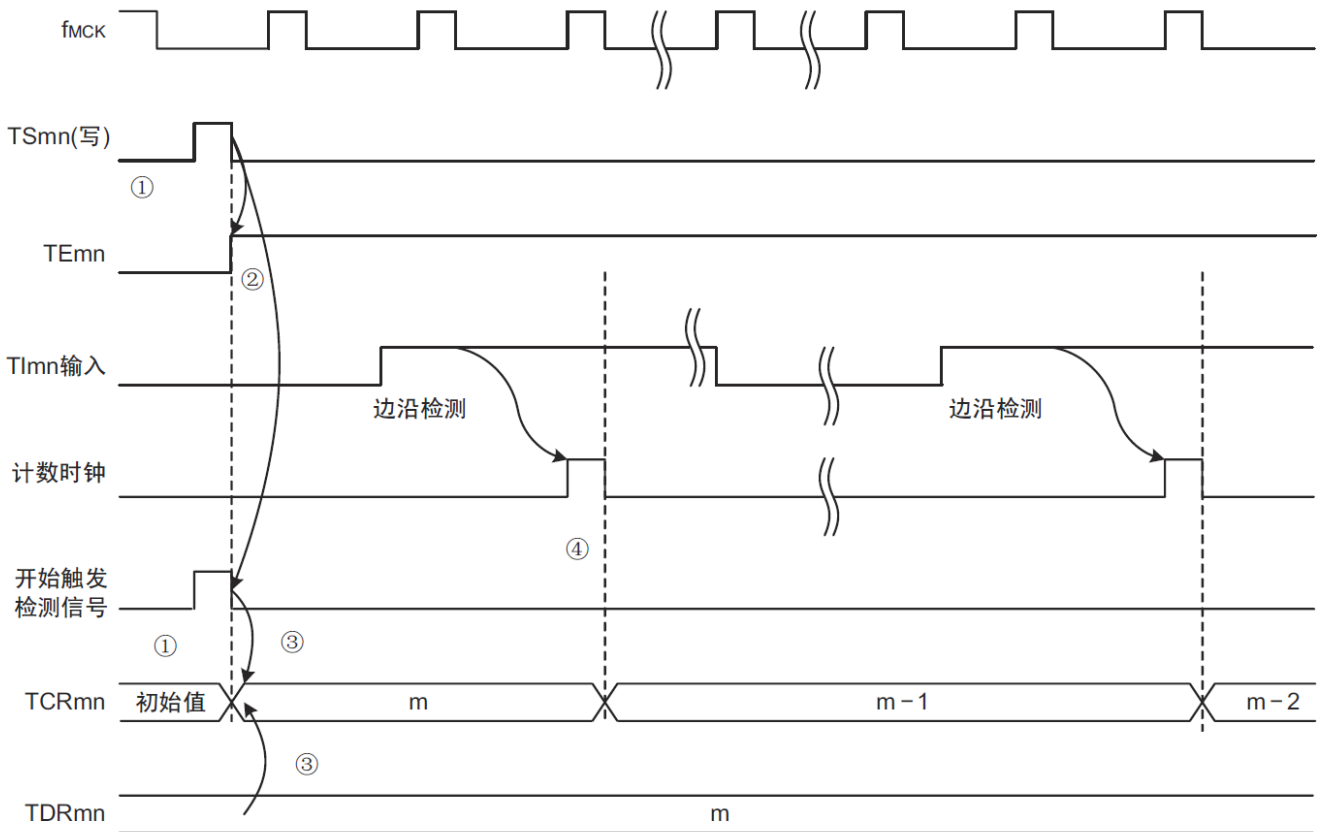 fMCK
TSmn(写)
①
TEmn
②
TImn输入
边沿检测
边沿检测
计数时钟
④
开始触发
检测信号
①
③
TCRmn
初始值
m
m-1
m-2
③
TDRmn
m